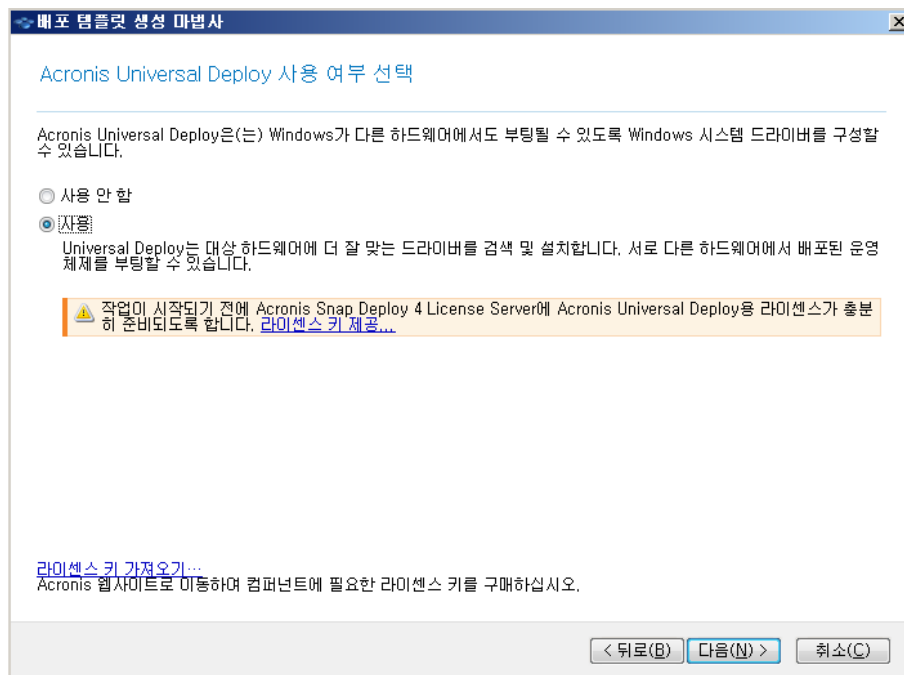 배포 템플릿 생성 마법사
Acronis Universal Deploy 사용 여부 선택
Acronis Universal Deploy은(는) Windows가 다른 하드웨어에서도 부팅될 수 있도록 Windows 시스템 드라이버를 구성할
수 있습니다.
사용 안 함
사용
Universal Deploy는 대상 하드웨어에 더 잘 맞는 드라이버를 검색 및 설치합니다. 서로 다른 하드웨어에서 배포된 운영
체제를 부팅할 수 있습니다.
작업이 시작되기 전에 Acronis Snap Deploy 4 License Server에 Acronis Universal Deploy용 라이센스가 충분
히 준비되도록 합니다. 라이센스 키 제공...
라이센스 키 가져오기...
Acronis 웹사이트로 이동하여 컴퍼넌트에 필요한 라이센스 키를 구매하십시오.
< 뒤로(B) 다음(N) > 취소(C)